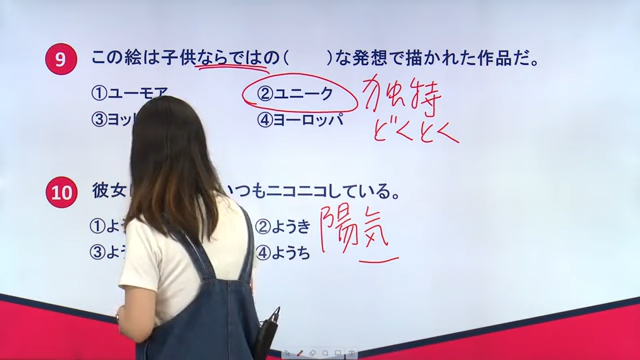 9 この絵は子供ならではの( )な発想で描かれた作品だ。
①ユーモア ②ユニーク 独特
③ヨッ ④ヨーロッパ どくとく
10 彼女 いつもニコニコしている。
①よ ②ようき 陽気
③よう ④ようち